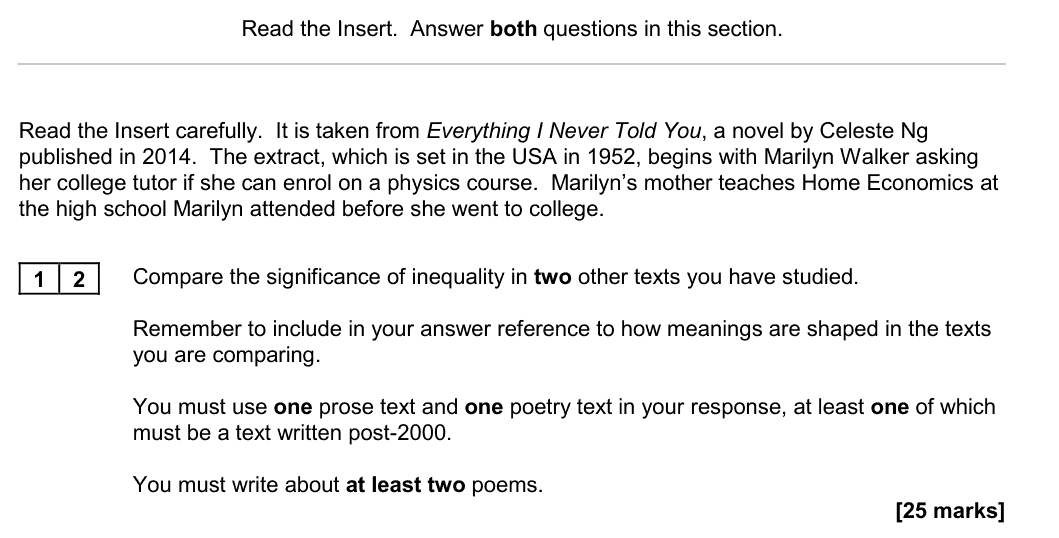 Read the Insert.  Answer both questions in this section.
Read the Insert carefully.  It is taken from Everything I Never Told You, a novel by Celeste Ng
published in 2014.  The extract, which is set in the USA in 1952, begins with Marilyn Walker asking
her college tutor if she can enrol on a physics course.  Marilyn’s mother teaches Home Economics at
the high school Marilyn attended before she went to college.
1 2 Compare the significance of inequality in two other texts you have studied.
Remember to include in your answer reference to how meanings are shaped in the texts
you are comparing.
You must use one prose text and one poetry text in your response, at least one of which
must be a text written post-2000.
You must write about at least two poems.
[25 marks]